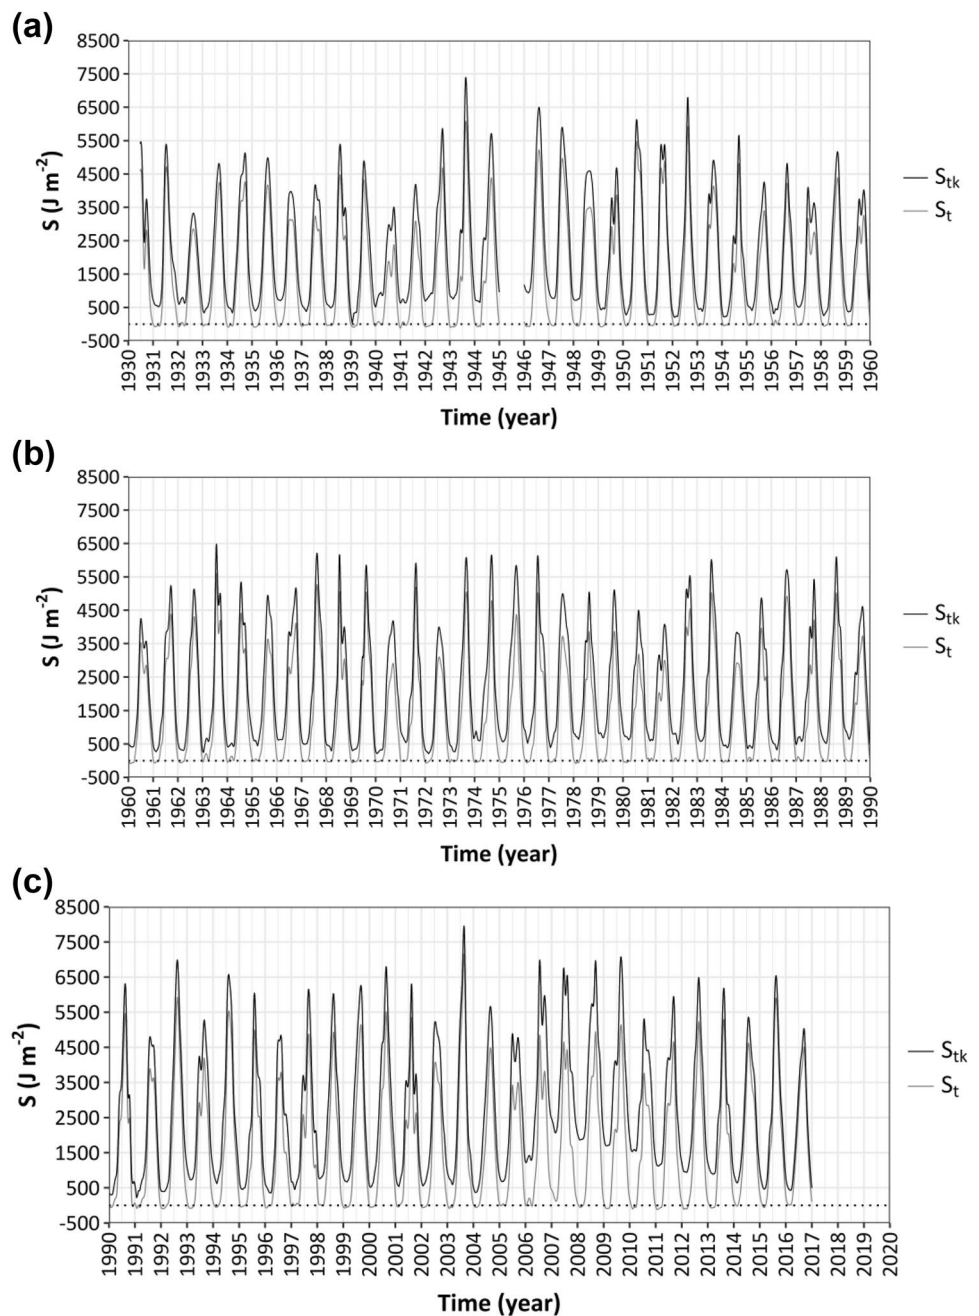 (a)
8500
7500
6500
5500
4500
3500
2500
1500
500
-500
S (J m⁻²)
1930 1931 1932 1933 1934 1935 1936 1937 1938 1939 1940 1941 1942 1943 1944 1945 1946 1947 1948 1949 1950 1951 1952 1953 1954 1955 1956 1957 1958 1959 1960
Time (year)
Stk
St
(b)
8500
7500
6500
5500
4500
3500
2500
1500
500
-500
S (J m⁻²)
1960 1961 1962 1963 1964 1965 1966 1967 1968 1969 1970 1971 1972 1973 1974 1975 1976 1977 1978 1979 1980 1981 1982 1983 1984 1985 1986 1987 1988 1989 1990
Time (year)
Stk
St
(c)
8500
7500
6500
5500
4500
3500
2500
1500
500
-500
S (J m⁻²)
1990 1991 1992 1993 1994 1995 1996 1997 1998 1999 2000 2001 2002 2003 2004 2005 2006 2007 2008 2009 2010 2011 2012 2013 2014 2015 2016 2017 2018 2019 2020
Time (year)
Stk
St